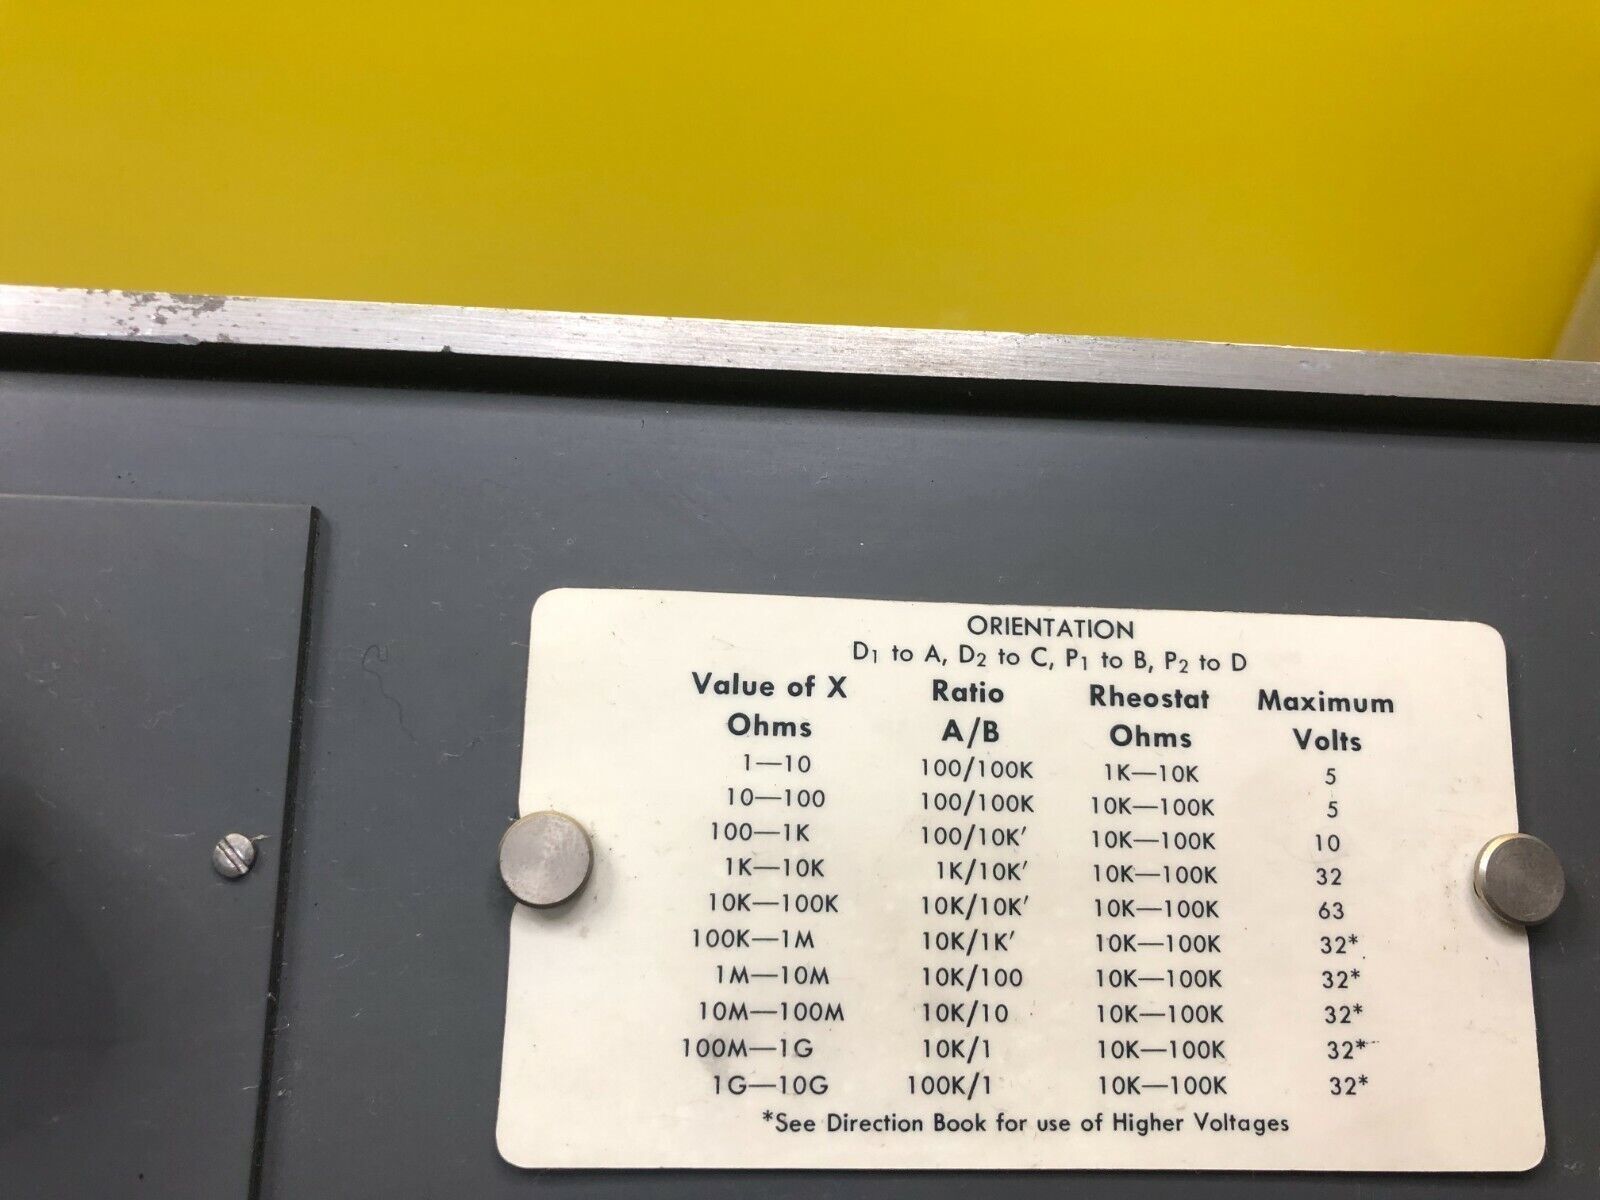 ORIENTATION
D1 to A, D2 to C, P1 to B, P2 to D
Value of X Ratio Rheostat Maximum
Ohms A/B Ohms Volts
1—10 100/100K 1K—10K 5
10—100 100/100K 10K—100K 5
100—1K 100/10K' 10K—100K 10
1K—10K 1K/10K' 10K—100K 32
10K—100K 10K/10K' 10K—100K 63
100K—1M 10K/1K' 10K—100K 32*
1M—10M 10K/100 10K—100K 32*
10M—100M 10K/10 10K—100K 32*
100M—1G 10K/1 10K—100K 32*
1G—10G 100K/1 10K—100K 32*
*See Direction Book for use of Higher Voltages